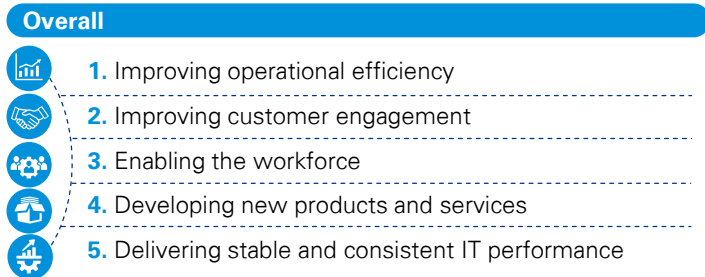 Overall
1. Improving operational efficiency
2. Improving customer engagement
3. Enabling the workforce
4. Developing new products and services
5. Delivering stable and consistent IT performance